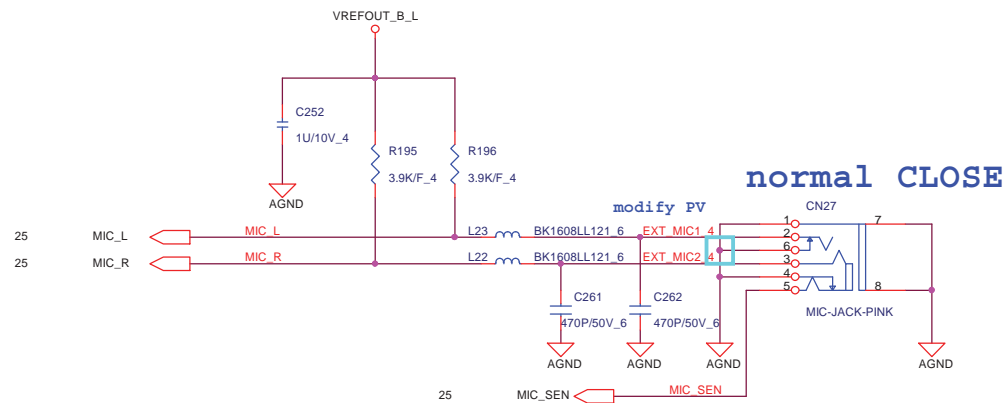 VREFOUT_B_L
C252
1U/10V_4
R195
3.9K/F_4
R196
3.9K/F_4
AGND
normal CLOSE
CN27
modify PV
1
7
25
MIC_L
MIC_L
L23
BK1608LL121_6
EXT_MIC1_4
2
6
25
MIC_R
MIC_R
L22
BK1608LL121_6
EXT_MIC2_4
3
4
5
8
C261
470P/50V_6
C262
470P/50V_6
MIC-JACK-PINK
AGND
AGND
AGND
AGND
25
MIC_SEN
MIC_SEN